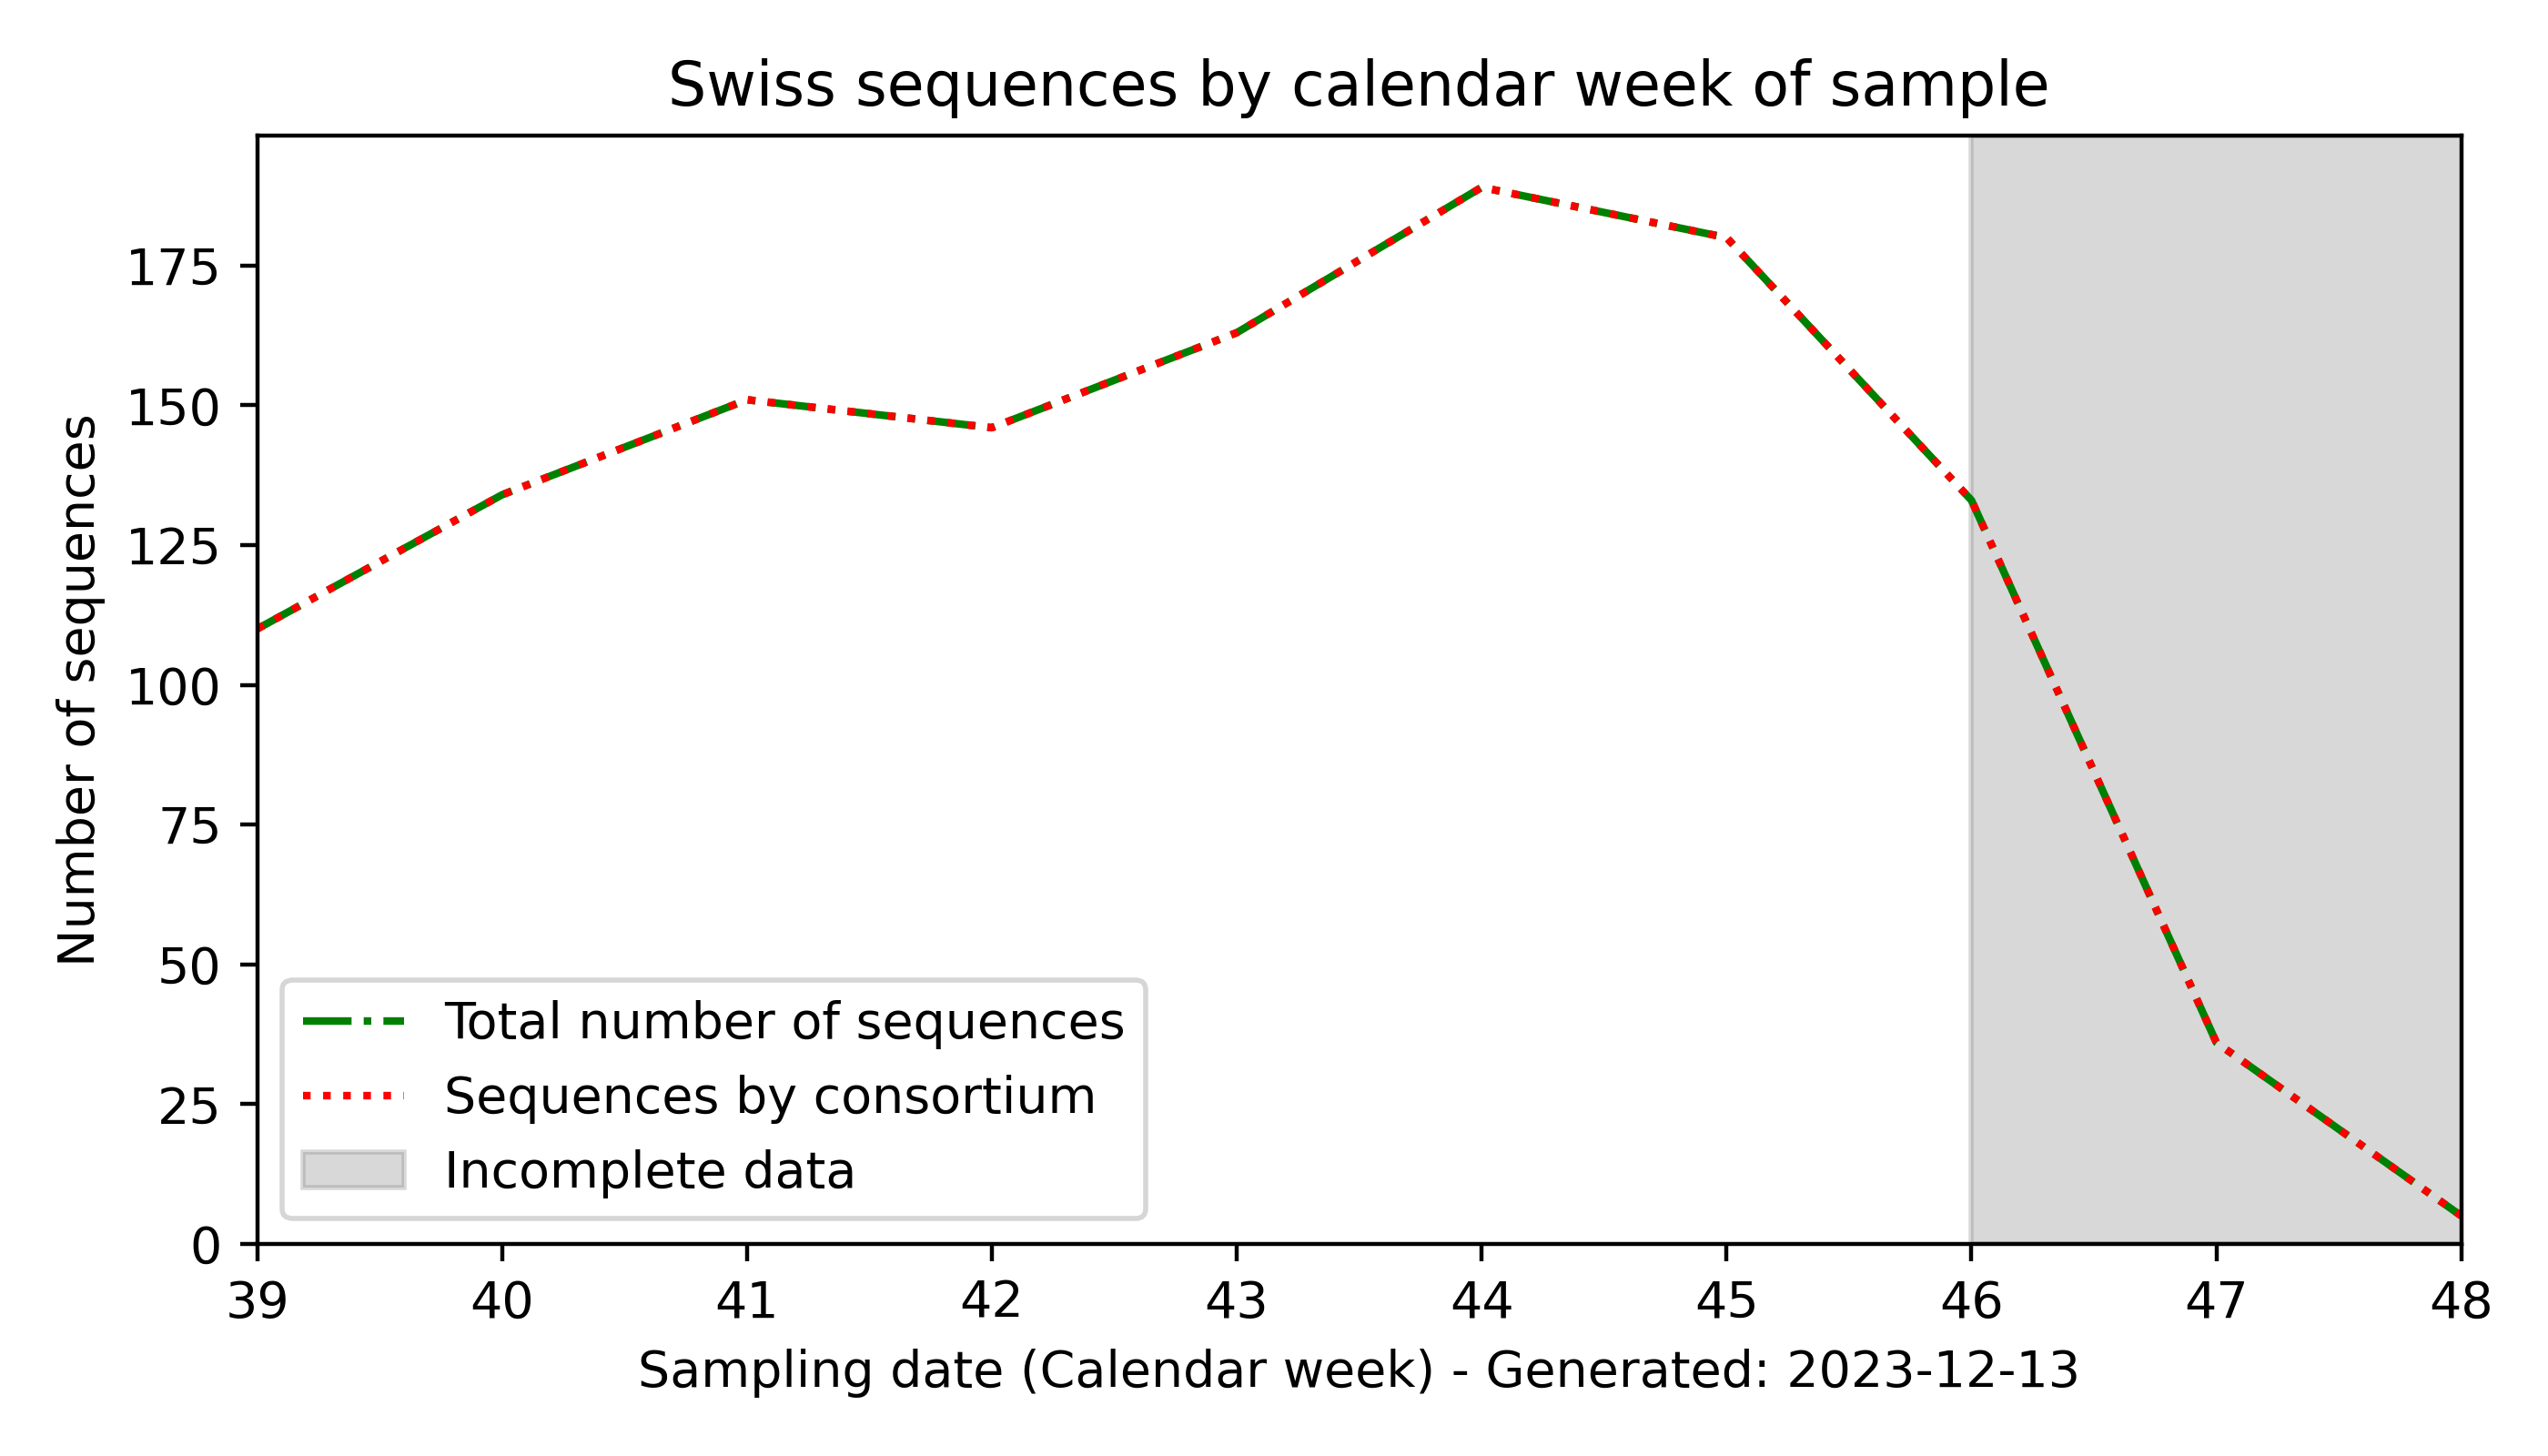 Swiss sequences by calendar week of sample
Number of sequences
175
150
125
100
75
50
25
0
Total number of sequences
Sequences by consortium
Incomplete data
39 40 41 42 43 44 45 46 47 48
Sampling date (Calendar week) - Generated: 2023-12-13